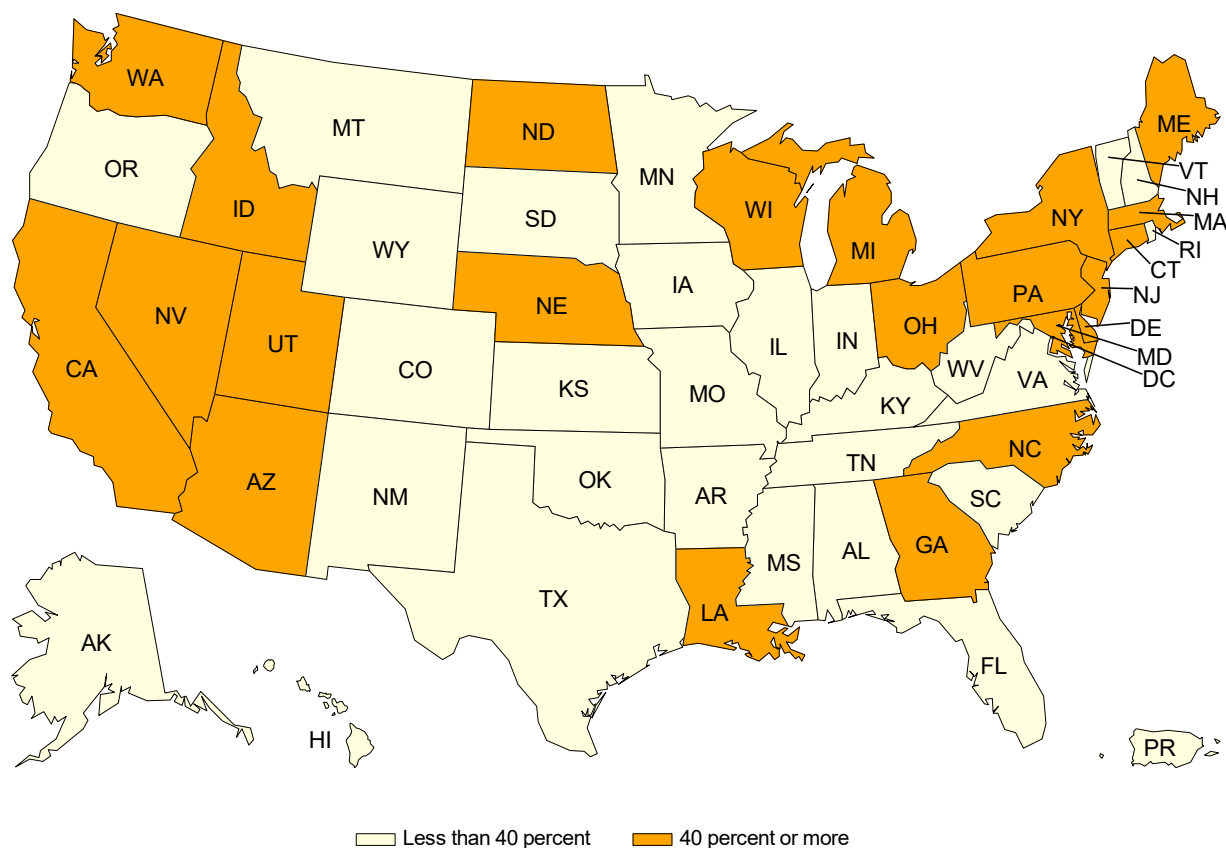 WA
MT
ND
MN
ME
OR
ID
SD
WI
MI
NY
VT
NH
MA
RI
CT
WY
NE
IA
PA
NJ
NV
UT
CO
IL
IN
OH
DE
MD
DC
CA
KS
MO
WV
VA
KY
AZ
NM
OK
AR
TN
NC
SC
TX
LA
MS
AL
GA
FL
AK
HI
PR
Less than 40 percent
40 percent or more